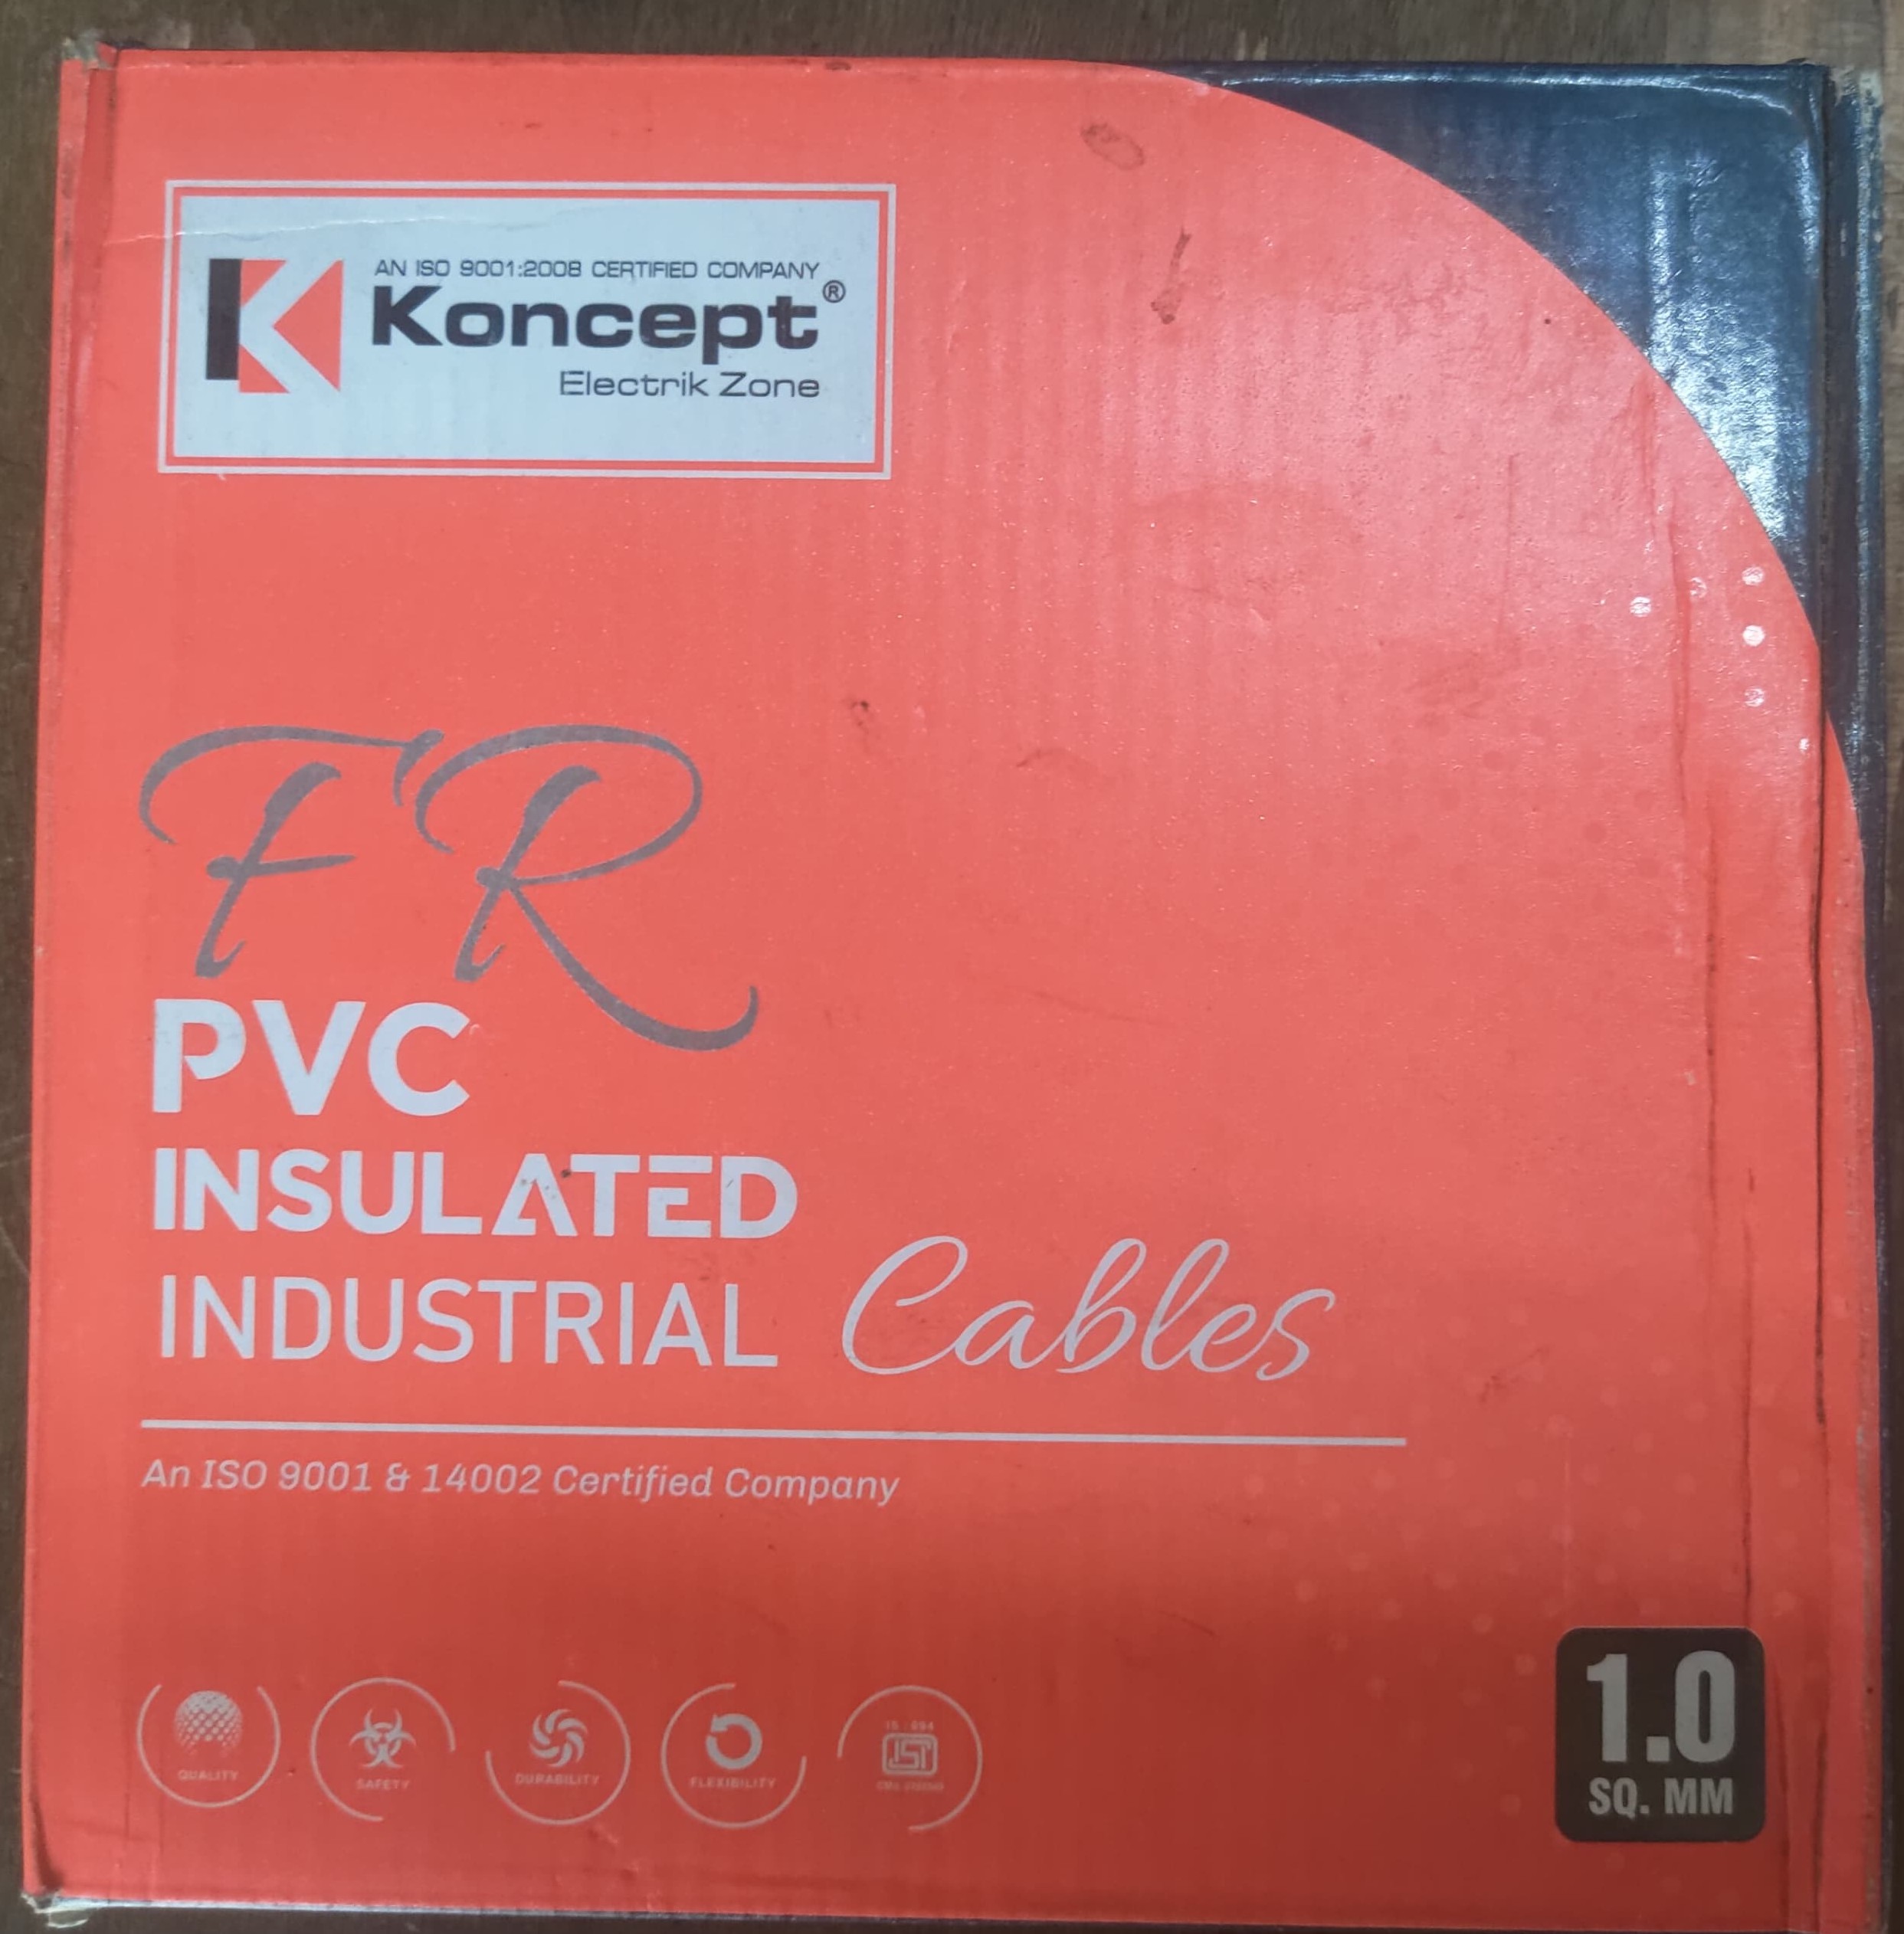 AN ISO 9001:2008 CERTIFIED COMPANY
Koncept®
Electrik Zone
FR
PVC
INSULATED
INDUSTRIAL Cables
An ISO 9001 & 14002 Certified Company
QUALITY
SAFETY
DURABILITY
FLEXIBILITY
IS : 694
ISI
1.0
SQ. MM